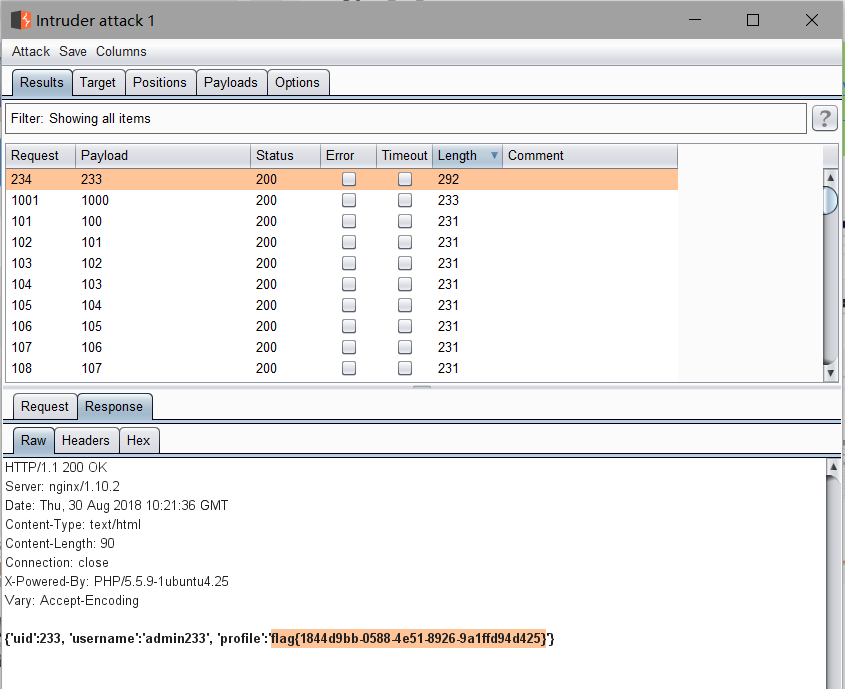 Intruder attack 1
Attack Save Columns
Results Target Positions Payloads Options
Filter: Showing all items ?
Request Payload Status Error Timeout Length Comment
234 233 200 292
1001 1000 200 233
101 100 200 231
102 101 200 231
103 102 200 231
104 103 200 231
105 104 200 231
106 105 200 231
107 106 200 231
108 107 200 231
Request Response
Raw Headers Hex
HTTP/1.1 200 OK
Server: nginx/1.10.2
Date: Thu, 30 Aug 2018 10:21:36 GMT
Content-Type: text/html
Content-Length: 90
Connection: close
X-Powered-By: PHP/5.5.9-1ubuntu4.25
Vary: Accept-Encoding
{'uid':233, 'username':'admin233', 'profile':'flag{1844d9bb-0588-4e51-8926-9a1ffd94d425}'}